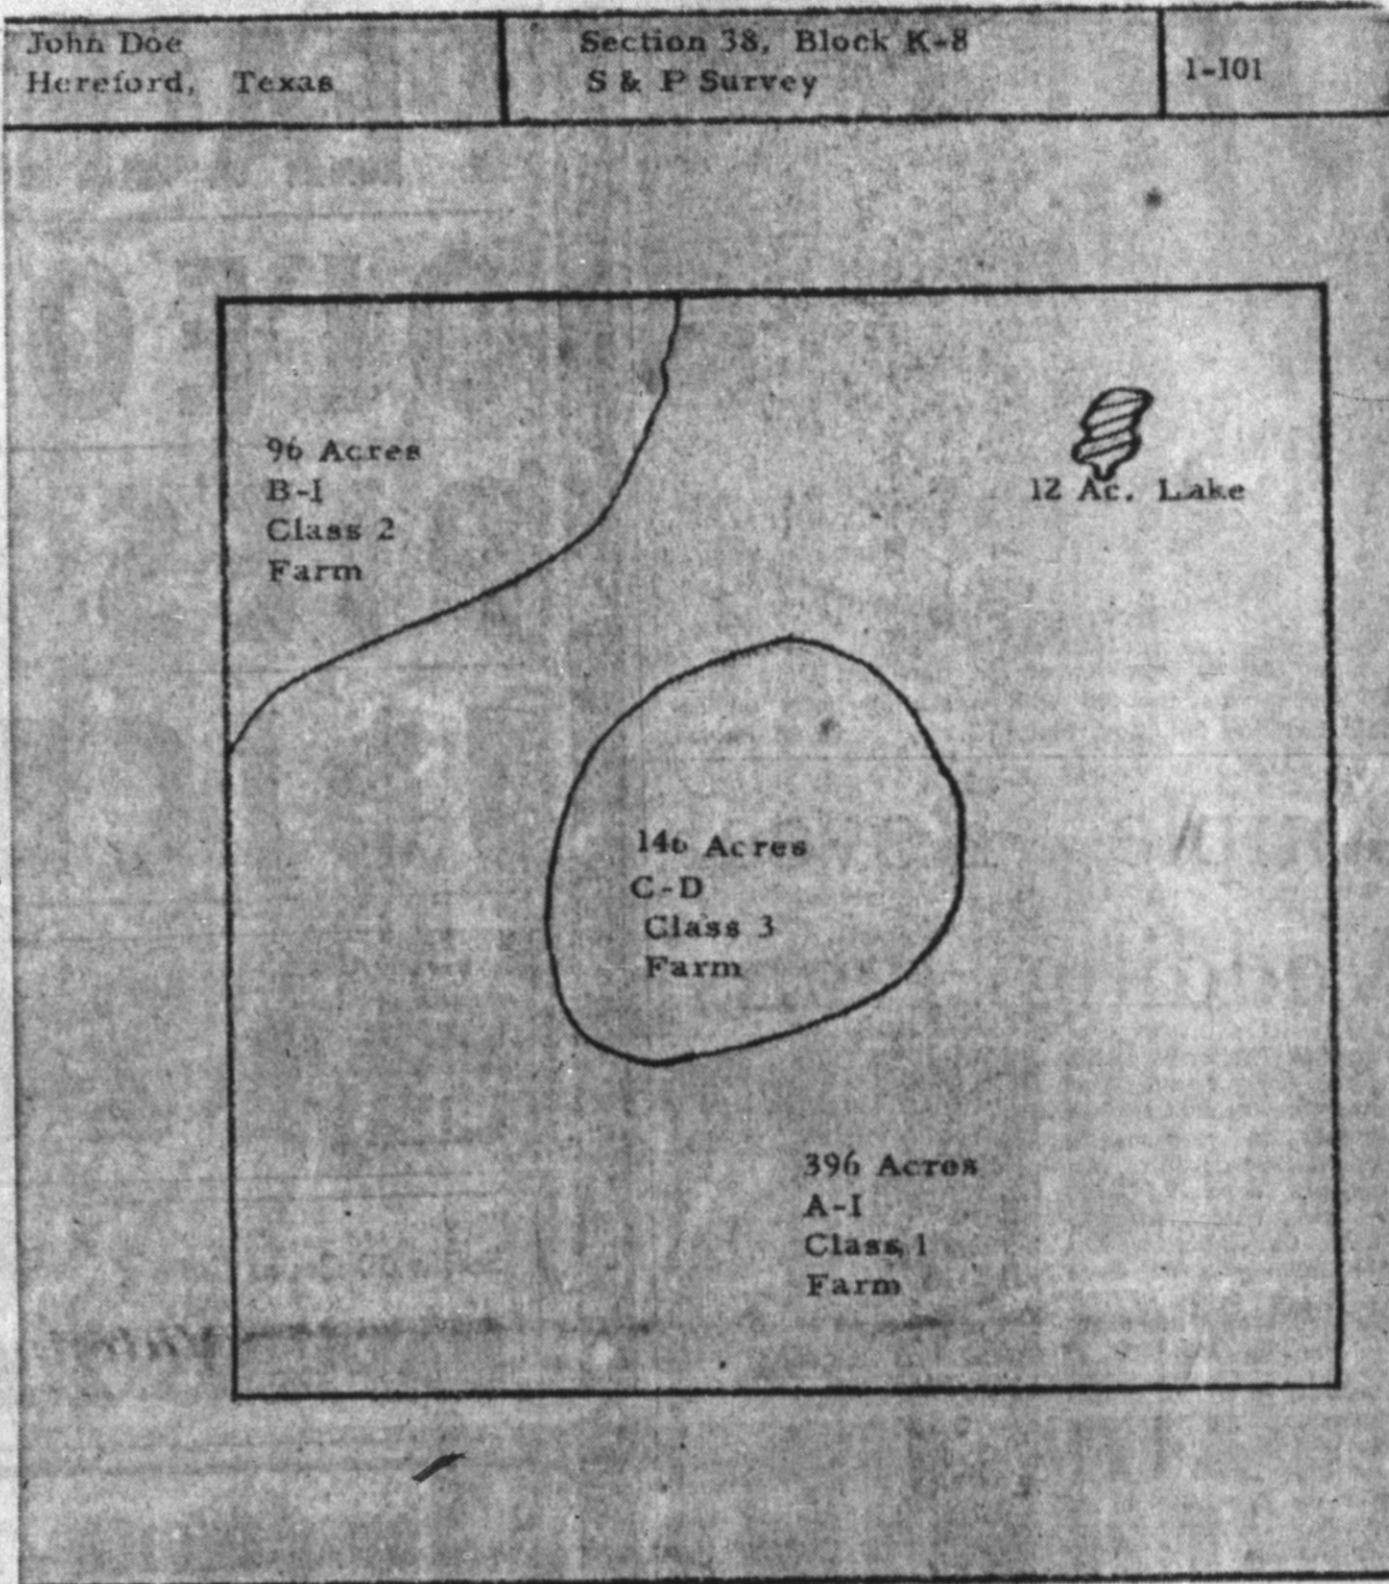 John Doe
Hereford, Texas
Section 38, Block K-8
S & P Survey
1-101
96 Acres
B-I
Class 2
Farm
12 Ac. Lake
146 Acres
C-D
Class 3
Farm
396 Acres
A-I
Class 1
Farm